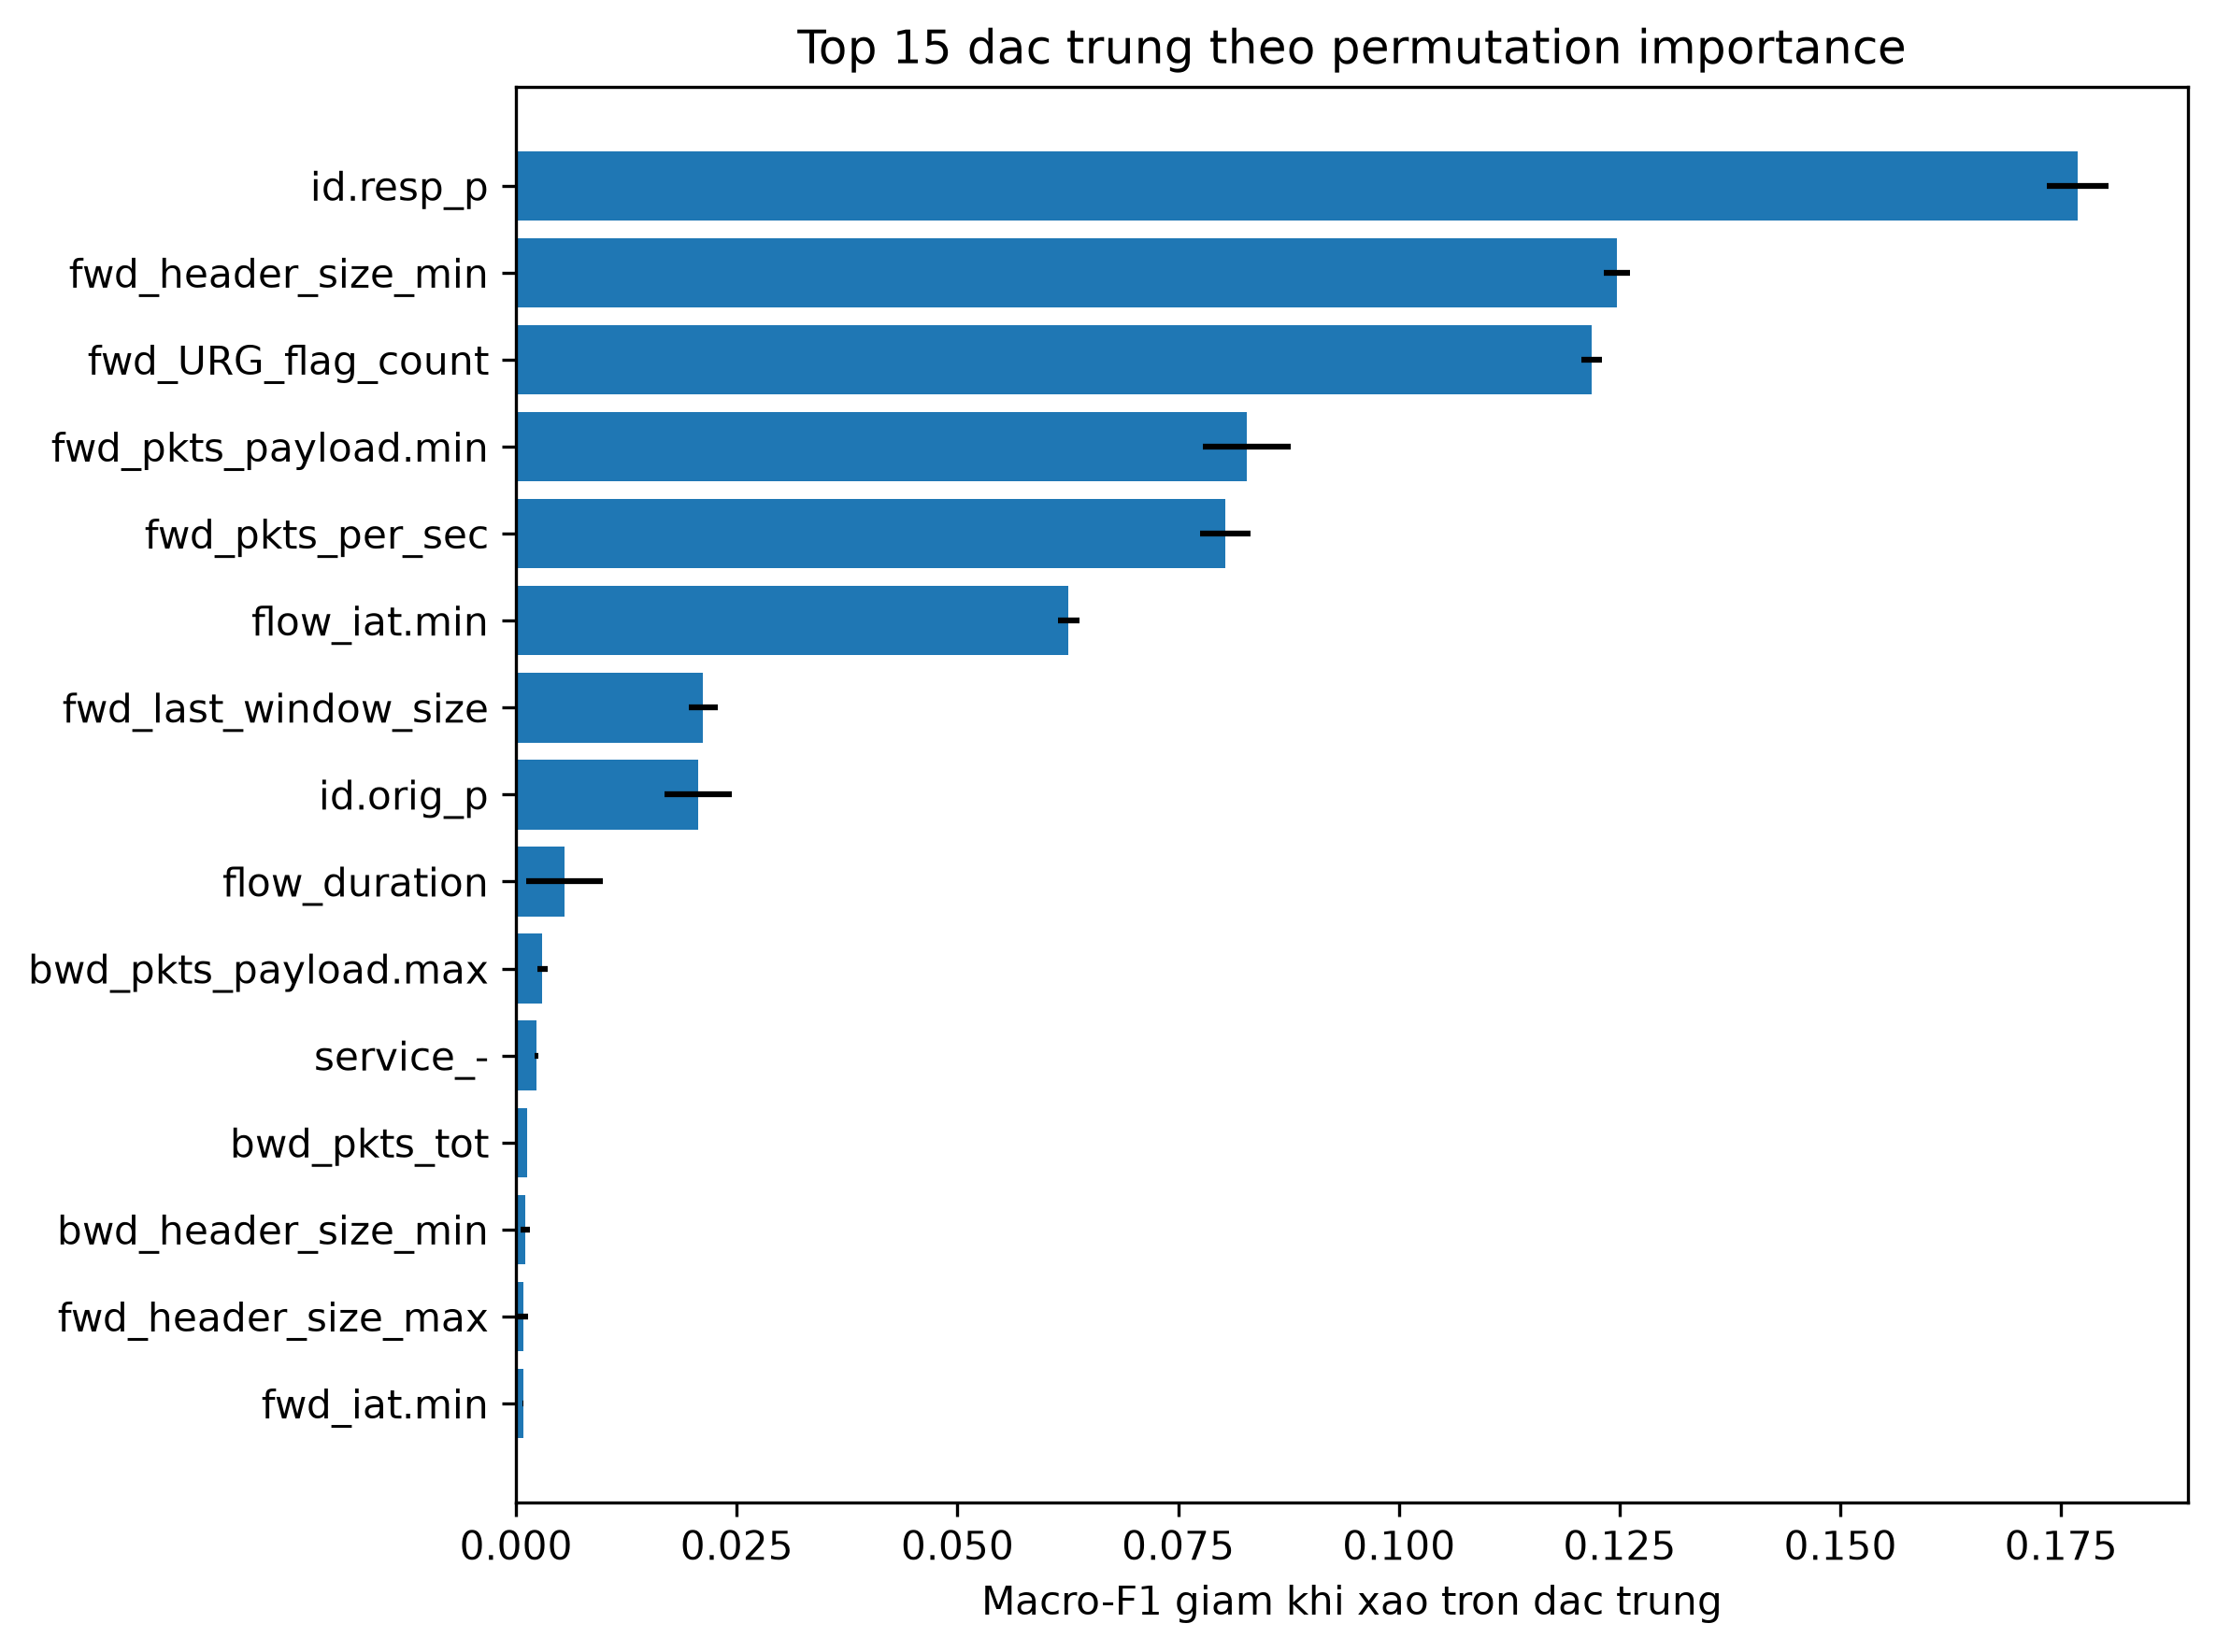 Top 15 dac trung theo permutation importance
id.resp_p
fwd_header_size_min
fwd_URG_flag_count
fwd_pkts_payload.min
fwd_pkts_per_sec
flow_iat.min
fwd_last_window_size
id.orig_p
flow_duration
bwd_pkts_payload.max
service_-
bwd_pkts_tot
bwd_header_size_min
fwd_header_size_max
fwd_iat.min
0.000 0.025 0.050 0.075 0.100 0.125 0.150 0.175
Macro-F1 giam khi xao tron dac trung